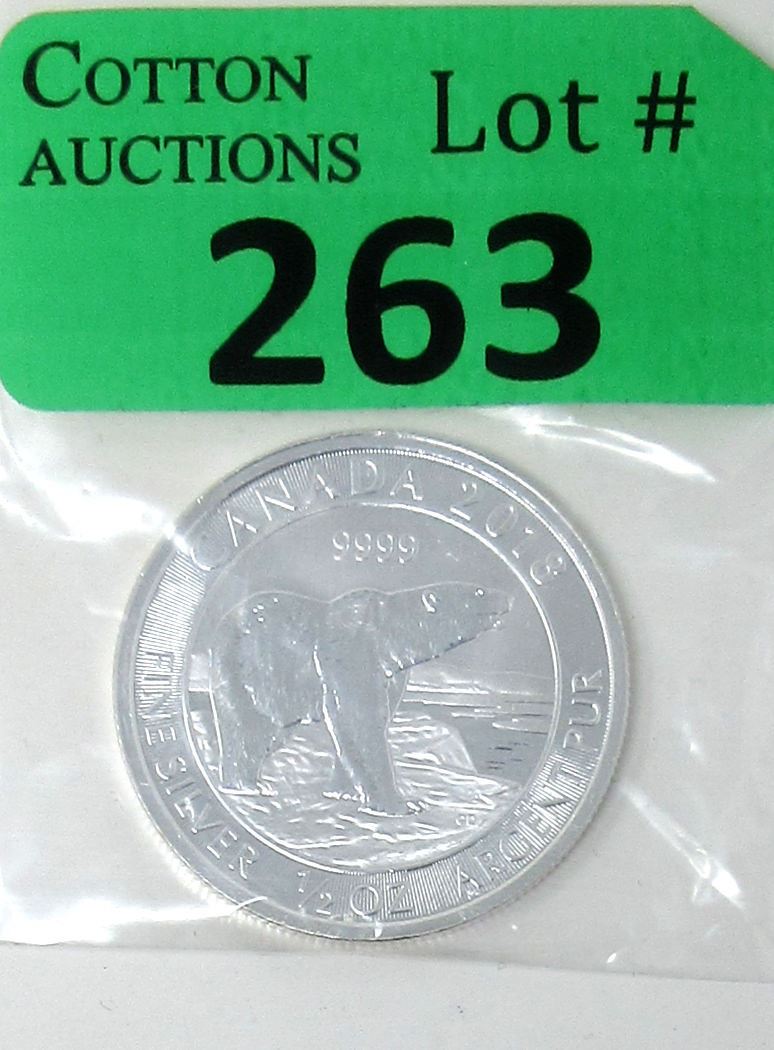 COTTON
AUCTIONS
Lot #
263
CANADA 2018
9999
FINE SILVER ½ OZ ARGENT PUR